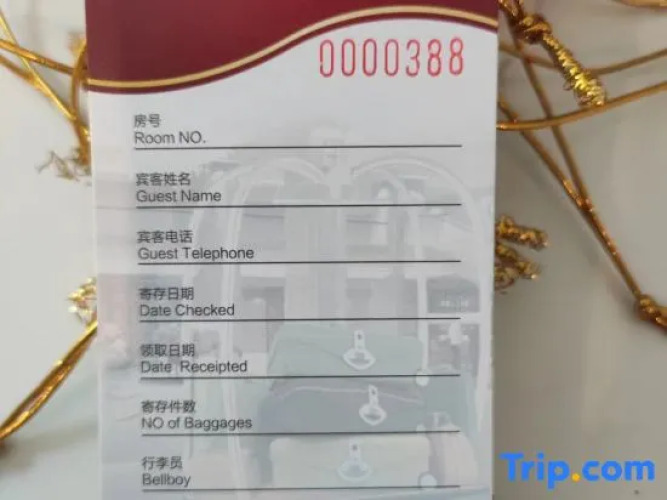 0000388
房号
Room NO.
宾客姓名
Guest Name
宾客电话
Guest Telephone
寄存日期
Date Checked
领取日期
Date Receipted
寄存件数
NO of Baggages
行李员
Bellboy
Trip.com